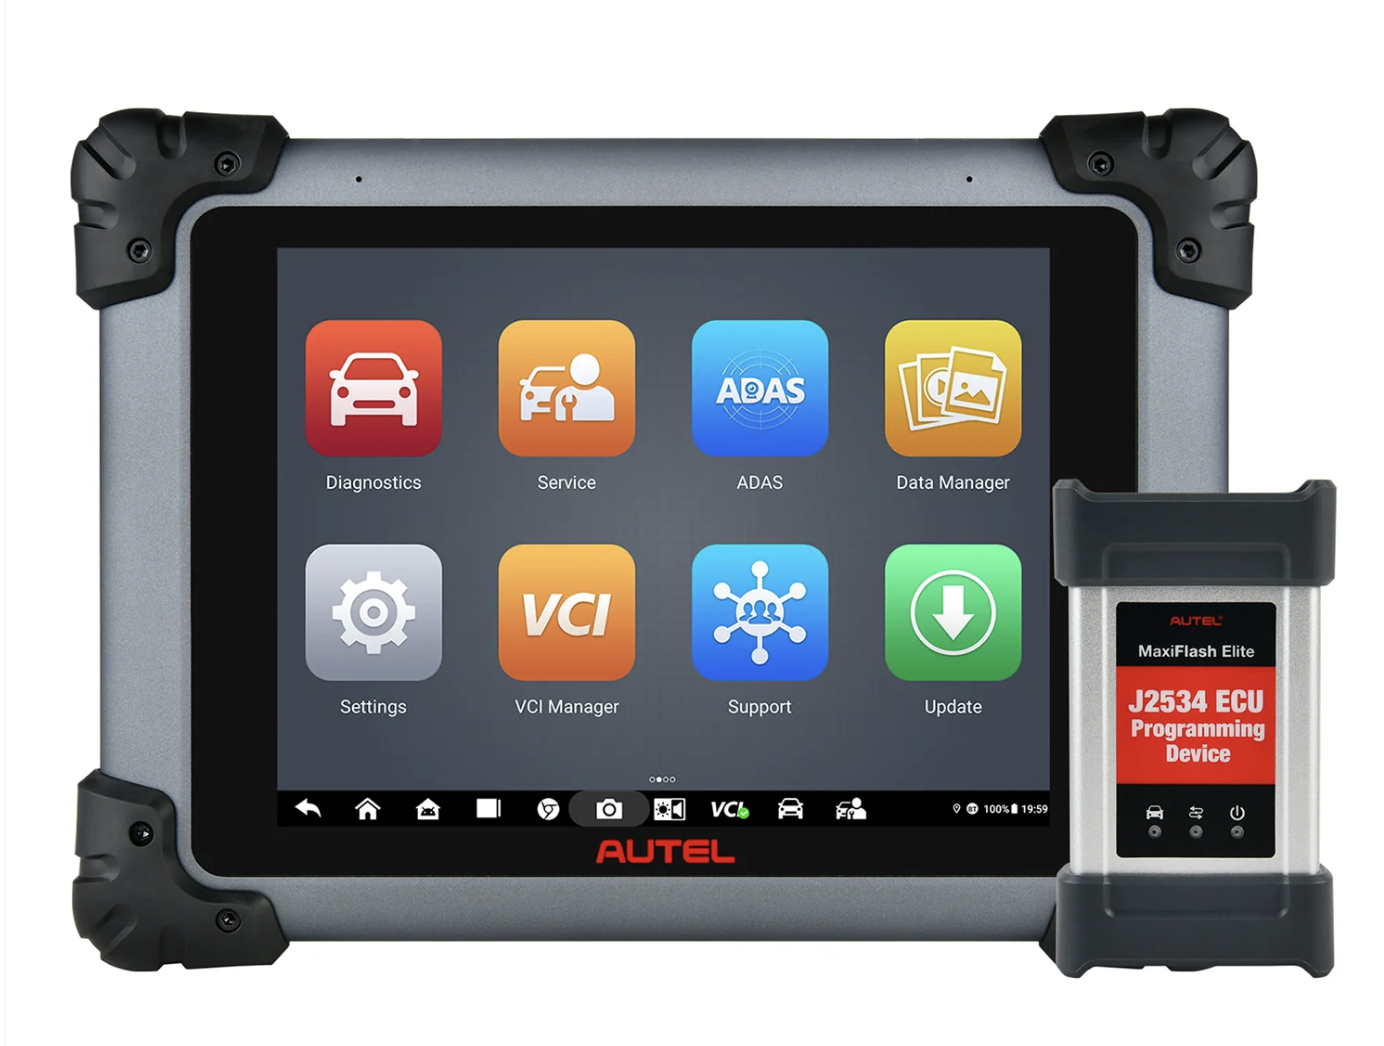 ADAS
Diagnostics
Service
ADAS
Data Manager
VCI
Settings
VCI Manager
Support
Update
VCI
BT
100%
19:59
AUTEL
AUTEL®
MaxiFlash Elite
J2534 ECU
Programming
Device